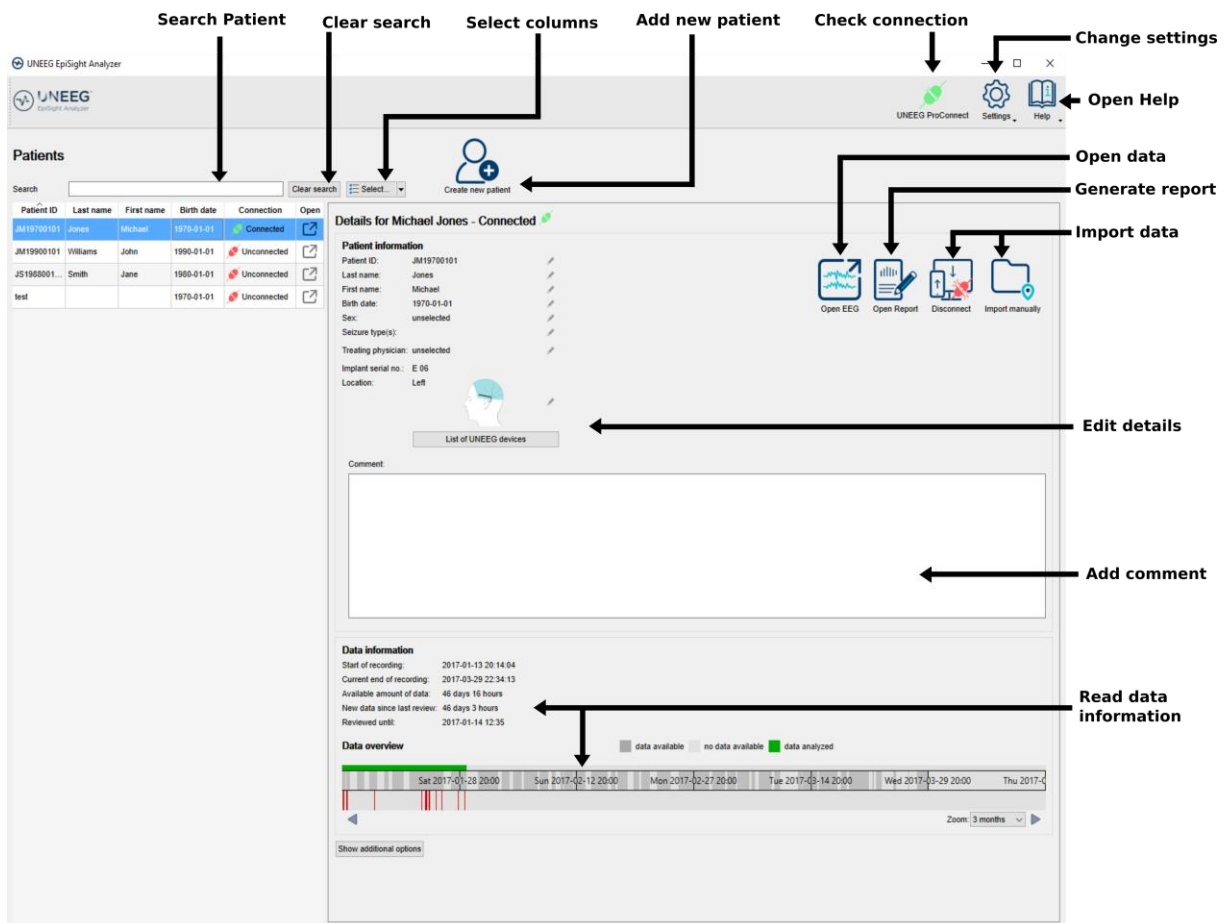 Search Patient
Clear search
Select columns
Add new patient
Check connection
Change settings
UNEEG EpiSight Analyzer
UNEEG
EpiSight Analyzer
UNEEG ProConnect
Settings
Help
Open Help
Patients
Search
Clear search
Select...
Create new patient
Open data
Generate report
Import data
Patient ID Last name First name Birth date Connection Open
JM19700101 Jones Michael 1970-01-01 Connected
JM19900101 Williams John 1990-01-01 Unconnected
JS1988001... Smith Jane 1980-01-01 Unconnected
test 1970-01-01 Unconnected
Details for Michael Jones - Connected
Patient information
Patient ID: JM19700101
Last name: Jones
First name: Michael
Birth date: 1970-01-01
Sex: unselected
Seizure type(s):
Treating physician: unselected
Implant serial no.: E 06
Location: Left
List of UNEEG devices
Open EEG
Open Report
Disconnect
Import manually
Edit details
Comment:
Add comment
Data information
Start of recording: 2017-01-13 20:14:04
Current end of recording: 2017-03-29 22:34:13
Available amount of data: 46 days 16 hours
New data since last review: 46 days 3 hours
Reviewed until: 2017-01-14 12:35
Read data
information
Data overview
data available no data available data analyzed
Sat 2017-01-28 20:00 Sun 2017-02-12 20:00 Mon 2017-02-27 20:00 Tue 2017-03-14 20:00 Wed 2017-03-29 20:00 Thu 2017-0
Zoom: 3 months
Show additional options